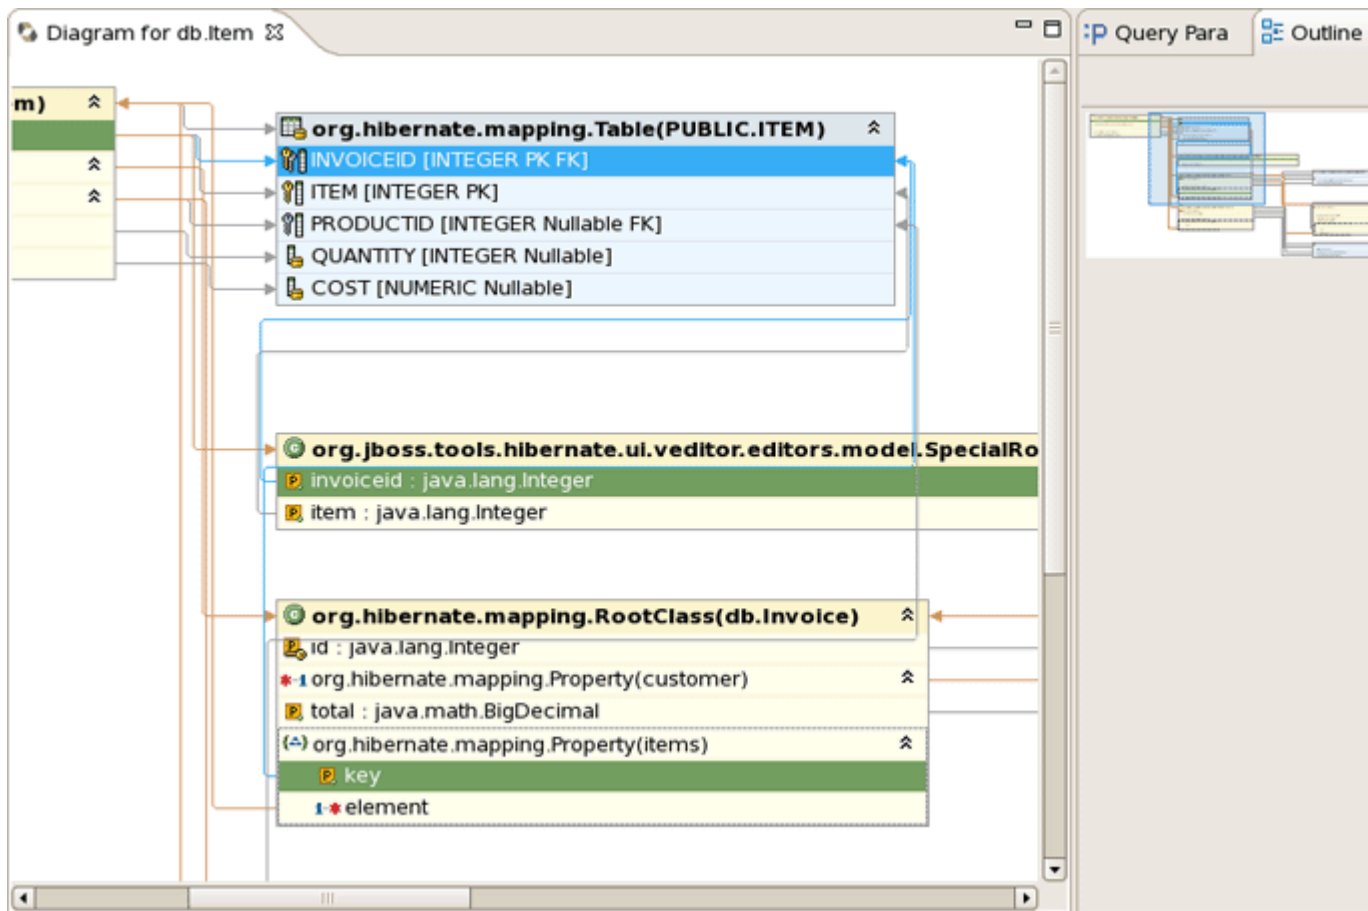 Diagram for db.Item
Query Para
Outline
m)
org.hibernate.mapping.Table(PUBLIC.ITEM)
INVOICEID [INTEGER PK FK]
ITEM [INTEGER PK]
PRODUCTID [INTEGER Nullable FK]
QUANTITY [INTEGER Nullable]
COST [NUMERIC Nullable]
org.jboss.tools.hibernate.ui.veditor.editors.model.SpecialRo
invoiceid : java.lang.Integer
item : java.lang.Integer
org.hibernate.mapping.RootClass(db.Invoice)
id : java.lang.Integer
org.hibernate.mapping.Property(customer)
total : java.math.BigDecimal
org.hibernate.mapping.Property(items)
key
element